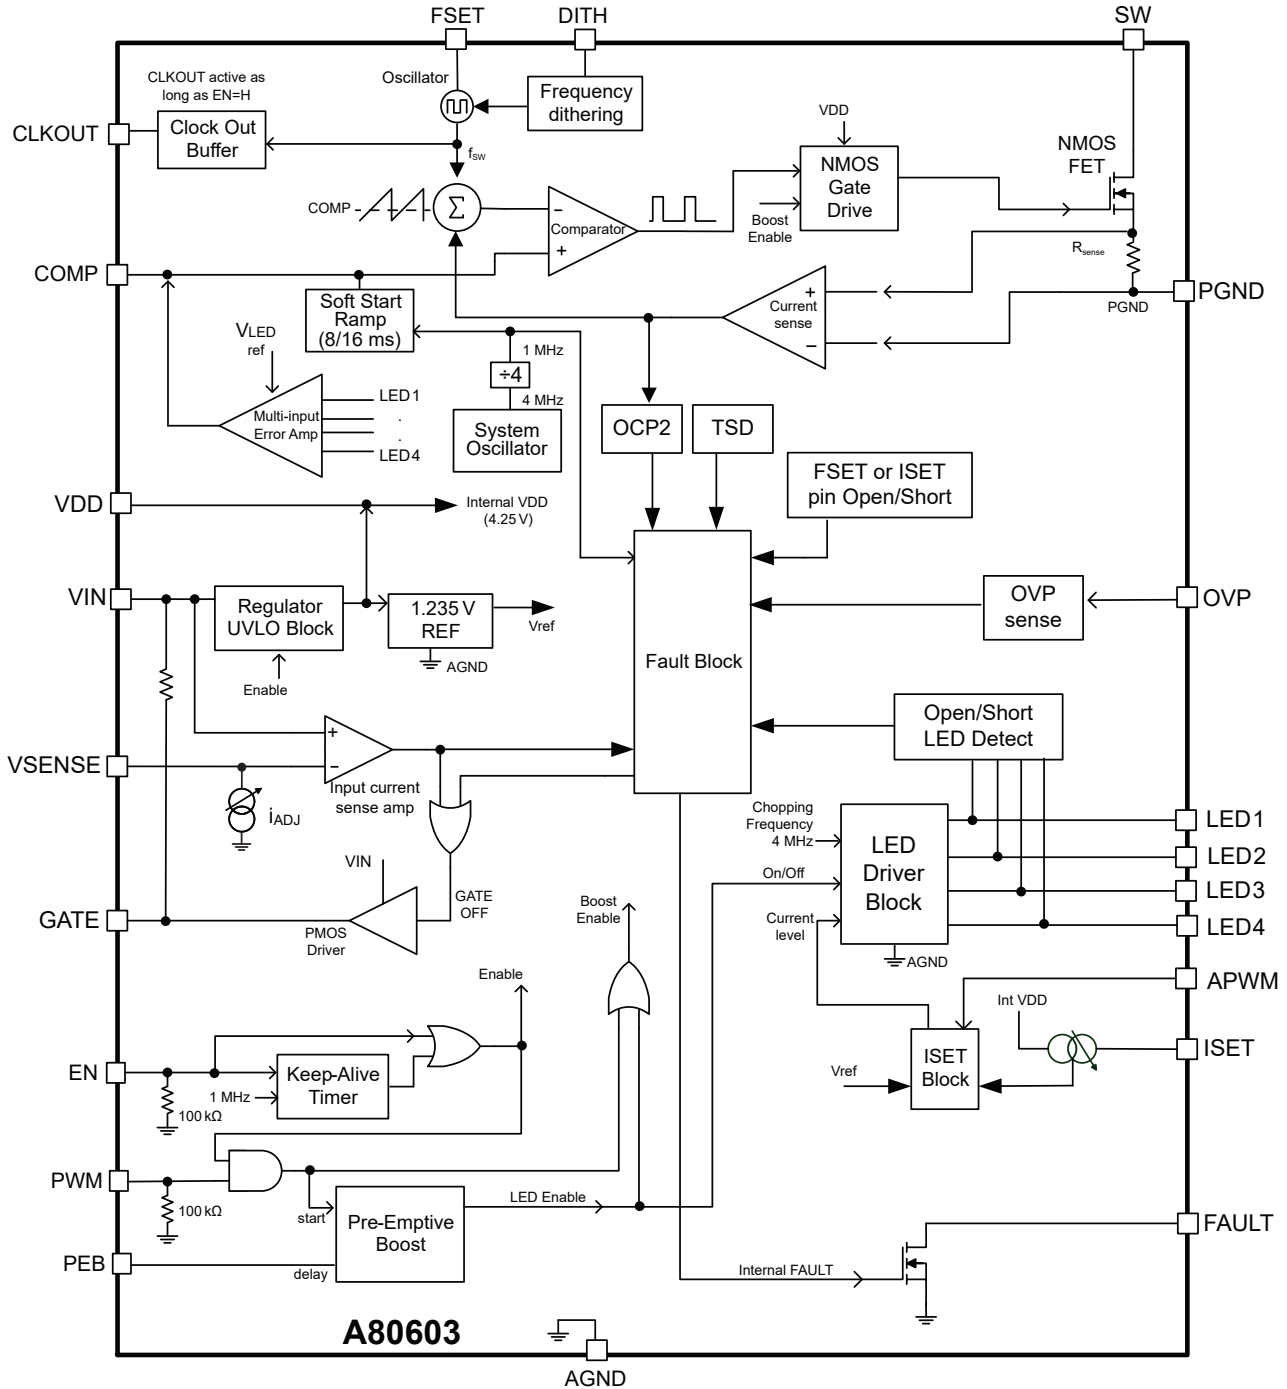 FSET
DITH
SW
CLKOUT active as
long as EN=H
Oscillator
CLKOUT
Clock Out
Buffer
Frequency
dithering
fSW
VDD
NMOS
Gate
Drive
NMOS
FET
COMP
Σ
−
Comparator
+
Boost
Enable
Rsense
COMP
Soft Start
Ramp
(8/16 ms)
+
Current
sense
−
PGND
PGND
VLED
ref
1 MHz
÷4
4 MHz
System
Oscillator
Multi-input
Error Amp
LED1
.
.
LED4
OCP2
TSD
FSET or ISET
pin Open/Short
VDD
Internal VDD
(4.25 V)
VIN
Regulator
UVLO Block
Enable
1.235 V
REF
AGND
Vref
Fault Block
OVP
sense
OVP
Open/Short
LED Detect
VSENSE
+
−
Input current
sense amp
iADJ
Chopping
Frequency
4 MHz
On/Off
Current
level
LED
Driver
Block
AGND
LED1
LED2
LED3
LED4
VIN
GATE
OFF
GATE
PMOS
Driver
Boost
Enable
Enable
APWM
Int VDD
ISET
ISET
Block
Vref
EN
100 kΩ
1 MHz
Keep-Alive
Timer
PWM
100 kΩ
start
Pre-Emptive
Boost
LED Enable
PEB
delay
FAULT
Internal FAULT
A80603
AGND